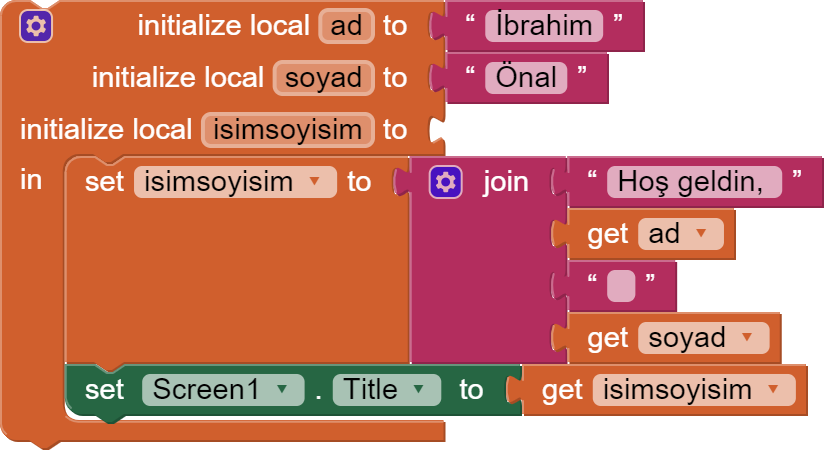 initialize local ad to “ İbrahim ”
initialize local soyad to “ Önal ”
initialize local isimsoyisim to
in set isimsoyisim to join “ Hoş geldin, ”
get ad
“ ”
get soyad
set Screen1 . Title to get isimsoyisim